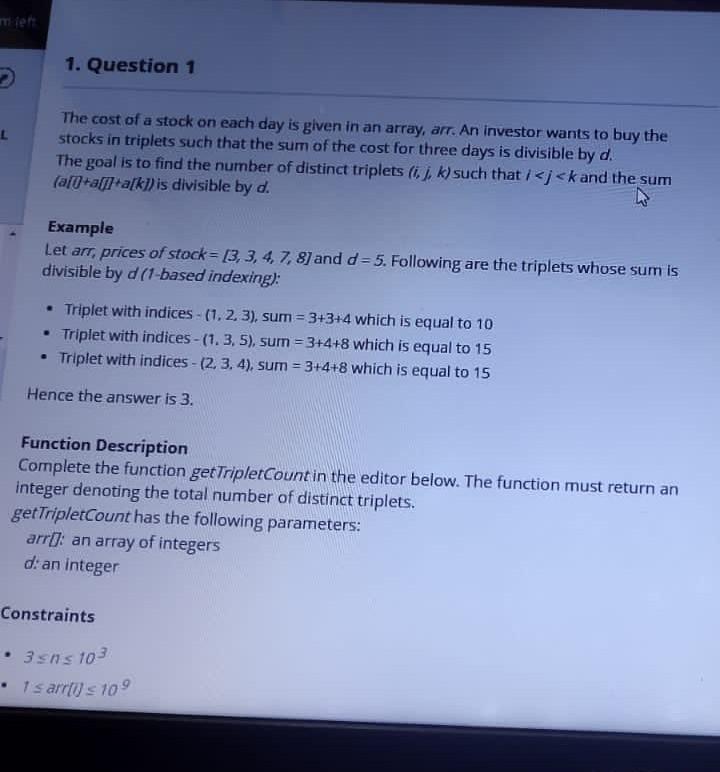 m left
1. Question 1
L
The cost of a stock on each day is given in an array, arr. An investor wants to buy the
stocks in triplets such that the sum of the cost for three days is divisible by d.
The goal is to find the number of distinct triplets (i, j, k) such that i < j < k and the sum
(a[i]+a[j]+a[k]) is divisible by d.
Example
Let arr, prices of stock = [3, 3, 4, 7, 8] and d = 5. Following are the triplets whose sum is
divisible by d (1-based indexing):
• Triplet with indices - (1, 2, 3), sum = 3+3+4 which is equal to 10
• Triplet with indices - (1, 3, 5), sum = 3+4+8 which is equal to 15
• Triplet with indices - (2, 3, 4), sum = 3+4+8 which is equal to 15
Hence the answer is 3.
Function Description
Complete the function getTripletCount in the editor below. The function must return an
integer denoting the total number of distinct triplets.
getTripletCount has the following parameters:
arr[]: an array of integers
d: an integer
Constraints
• 3 ≤ n ≤ 10³
• 1 ≤ arr[i] ≤ 10⁹